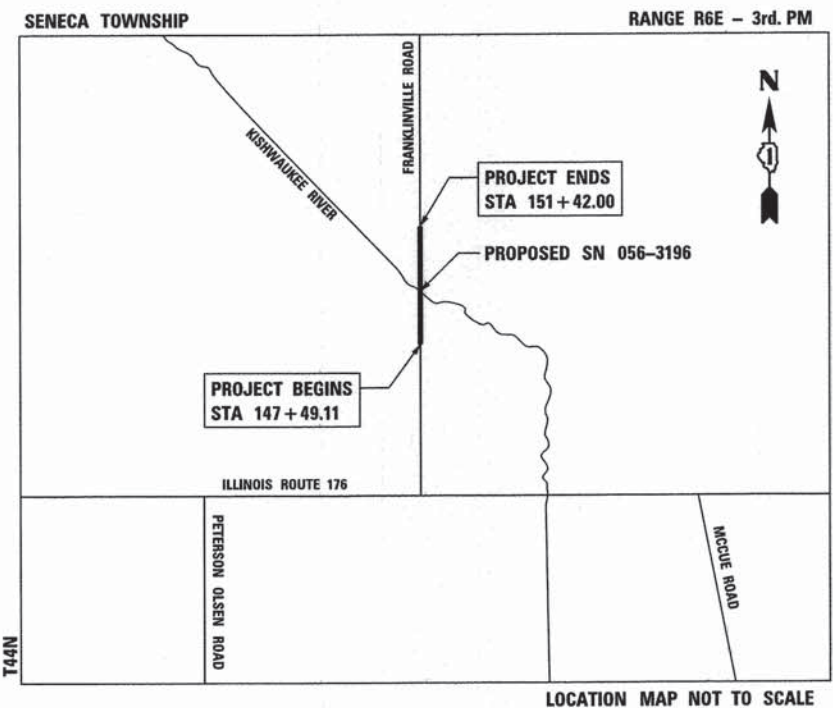 SENECA TOWNSHIP
RANGE R6E – 3rd. PM
FRANKLINVILLE ROAD
N
KISHWAUKEE RIVER
PROJECT ENDS
STA 151+42.00
PROPOSED SN 056–3196
PROJECT BEGINS
STA 147+49.11
ILLINOIS ROUTE 176
PETERSON OLSEN ROAD
MCCUE ROAD
T44N
LOCATION MAP NOT TO SCALE